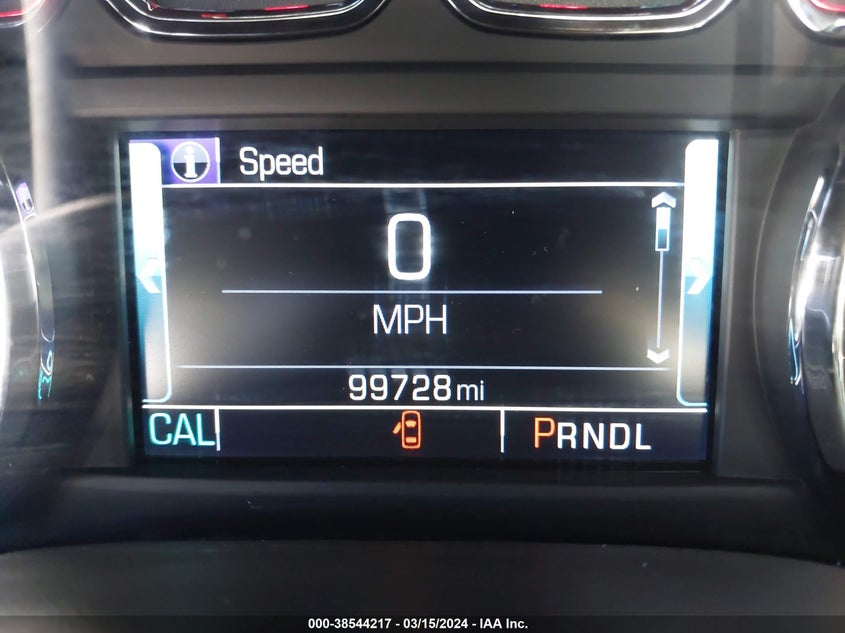 Speed
0
MPH
99728 mi
CAL
PRNDL
000-38544217 - 03/15/2024 - IAA Inc.